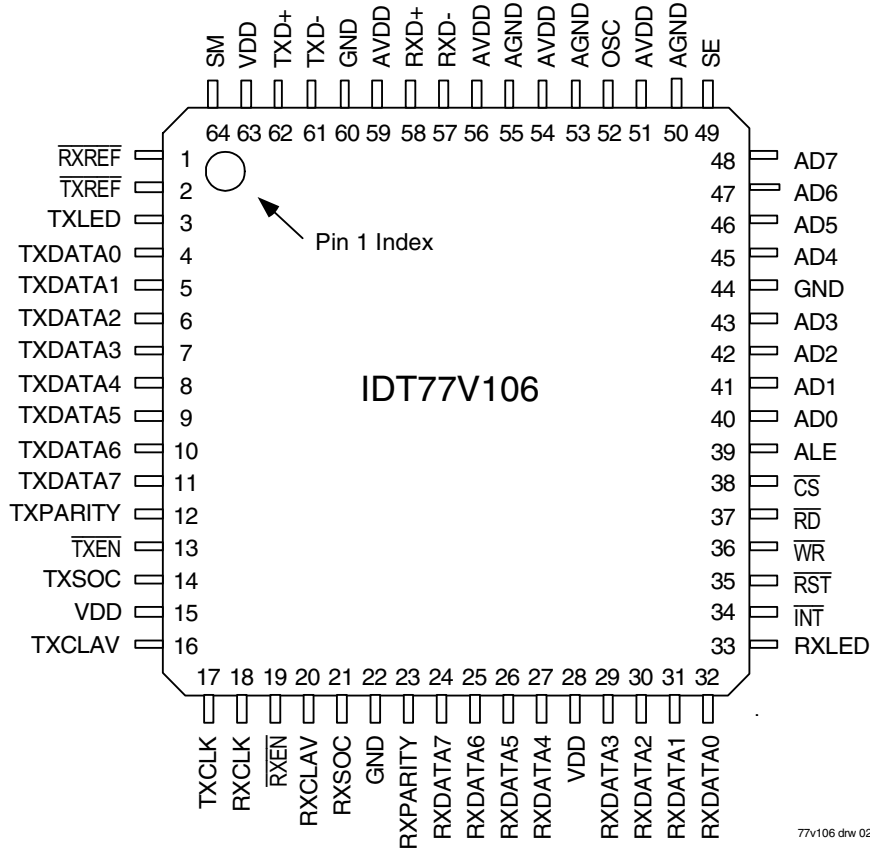 SM VDD TXD+ TXD- GND AVDD RXD+ RXD- AVDD AGND AVDD AGND OSC AVDD AGND SE
64 63 62 61 60 59 58 57 56 55 54 53 52 51 50 49
RXREF 1 48 AD7
TXREF 2 47 AD6
TXLED 3 46 AD5
Pin 1 Index
TXDATA0 4 45 AD4
TXDATA1 5 44 GND
TXDATA2 6 43 AD3
TXDATA3 7 42 AD2
TXDATA4 8 41 AD1
IDT77V106
TXDATA5 9 40 AD0
TXDATA6 10 39 ALE
TXDATA7 11 38 CS
TXPARITY 12 37 RD
TXEN 13 36 WR
TXSOC 14 35 RST
VDD 15 34 INT
TXCLAV 16 33 RXLED
17 18 19 20 21 22 23 24 25 26 27 28 29 30 31 32
TXCLK RXCLK RXEN RXCLAV RXSOC GND RXPARITY RXDATA7 RXDATA6 RXDATA5 RXDATA4 VDD RXDATA3 RXDATA2 RXDATA1 RXDATA0
77v106 drw 02